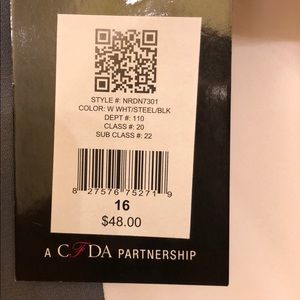 STYLE #: NRDN7301
COLOR: W WHT/STEEL/BLK
DEPT #: 110
CLASS #: 20
SUB CLASS #: 22
8 27576 75271 9
16
$48.00
A CFDA PARTNERSHIP